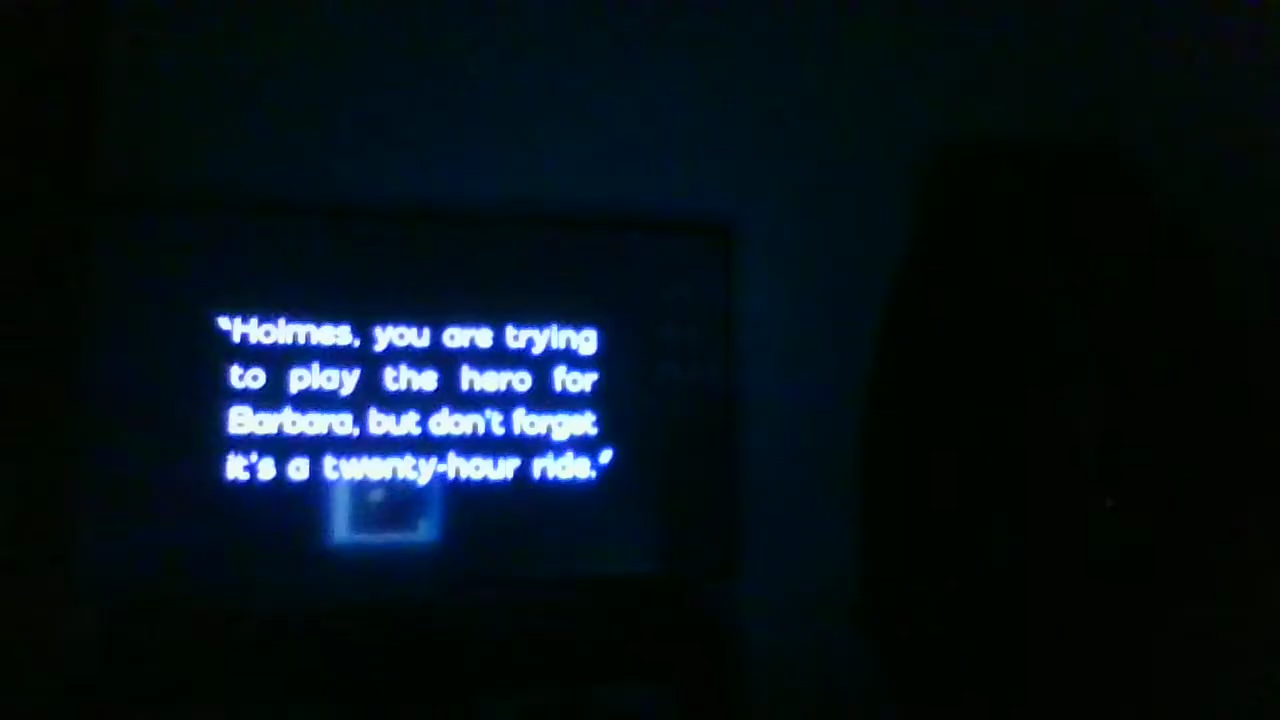 "Holmes, you are trying
to play the hero for
Barbara, but don't forget
it's a twenty-hour ride."